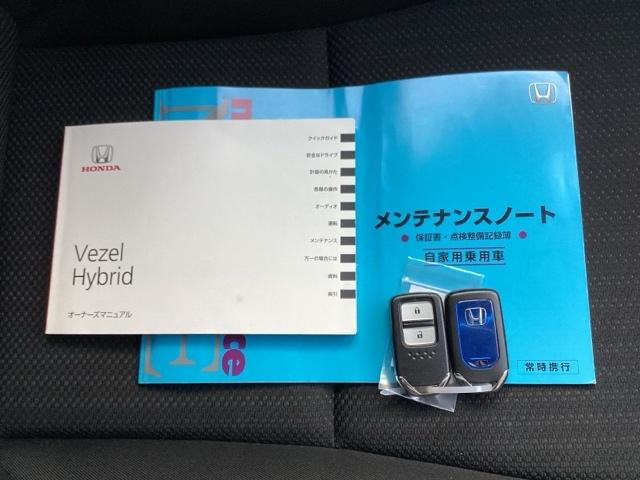 HONDA
Vezel
Hybrid
オーナーズマニュアル
クイックガイド
安全なドライブ
計器の見かた
各部の操作
オーディオ
運転
メンテナンス
万一の場合には
資料
索引
メンテナンスノート
保証書・点検整備記録簿
自家用乗用車
常時携行